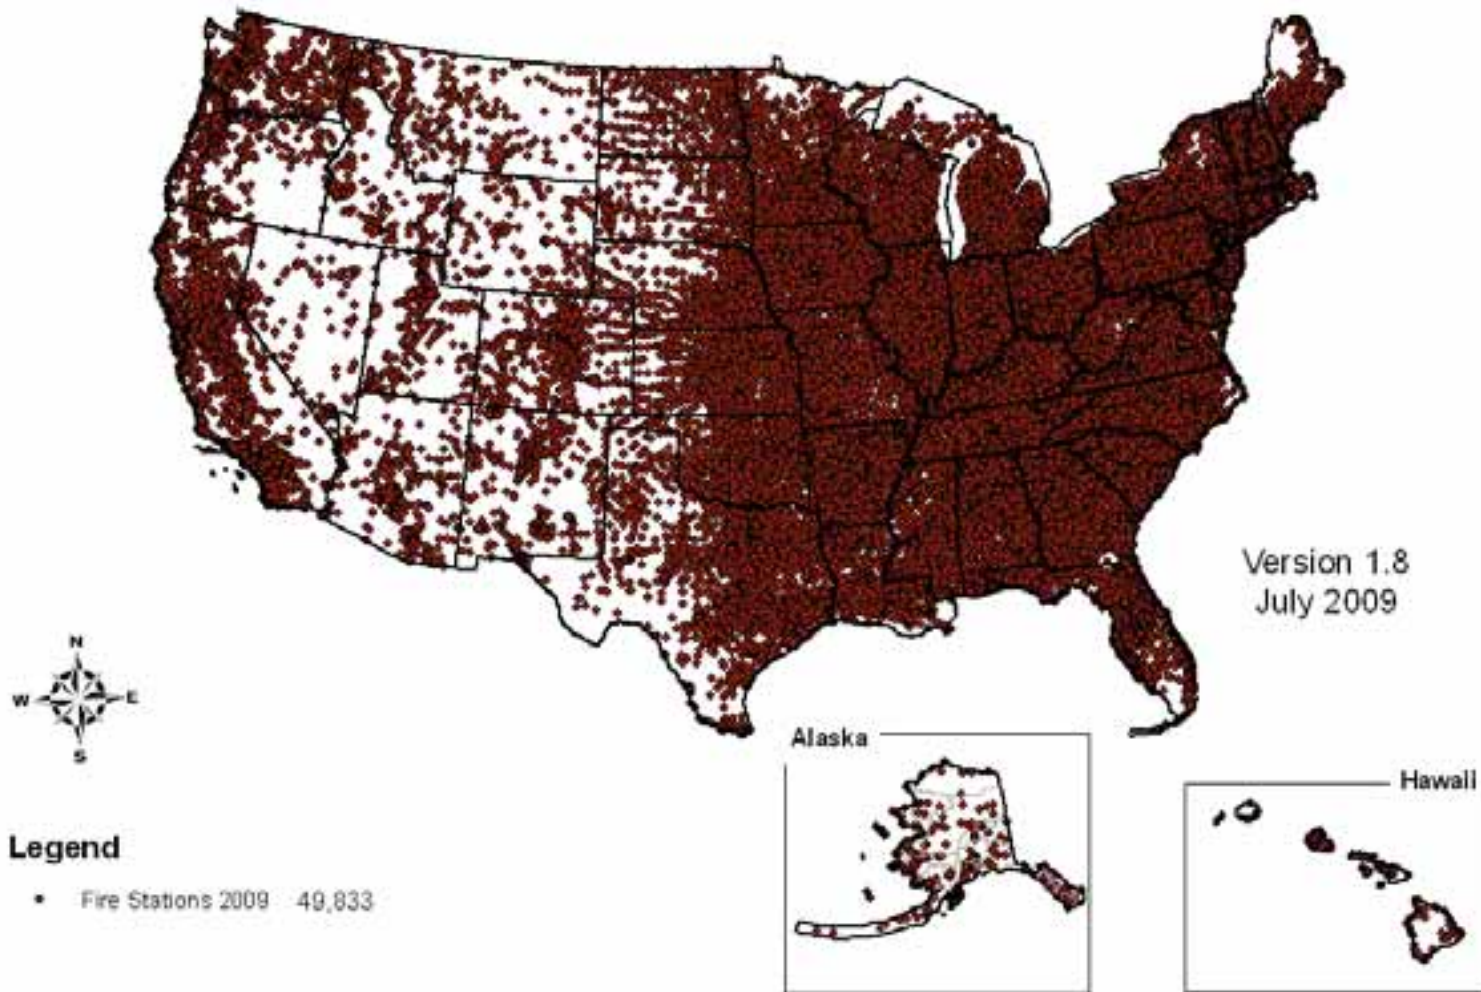 Version 1.8
July 2009
N
W E
S
Alaska
Hawaii
Legend
Fire Stations 2009 49,833